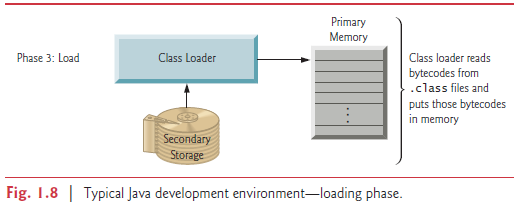 Primary
Memory
Phase 3: Load
Class Loader
Class loader reads
bytecodes from
.class files and
puts those bytecodes
in memory
Secondary
Storage
Fig. 1.8 | Typical Java development environment—loading phase.